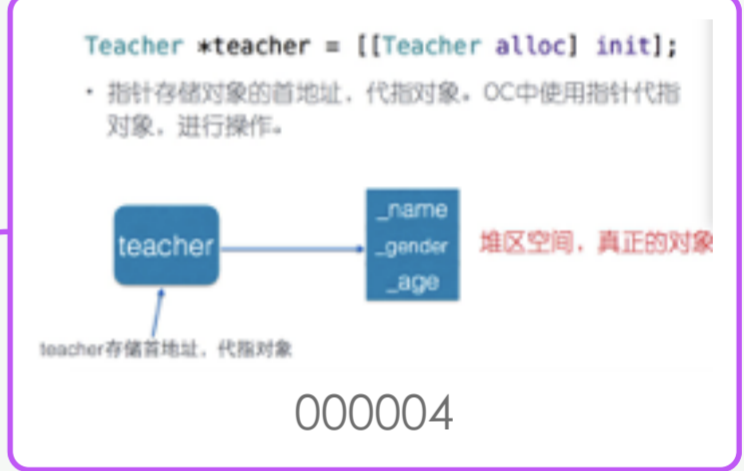 Teacher *teacher = [[Teacher alloc] init];
· 指针存储对象的首地址，代指对象。OC中使用指针代指
对象，进行操作。
_name
teacher
_gender
堆区空间，真正的对象
_age
teacher存储首地址，代指对象
000004